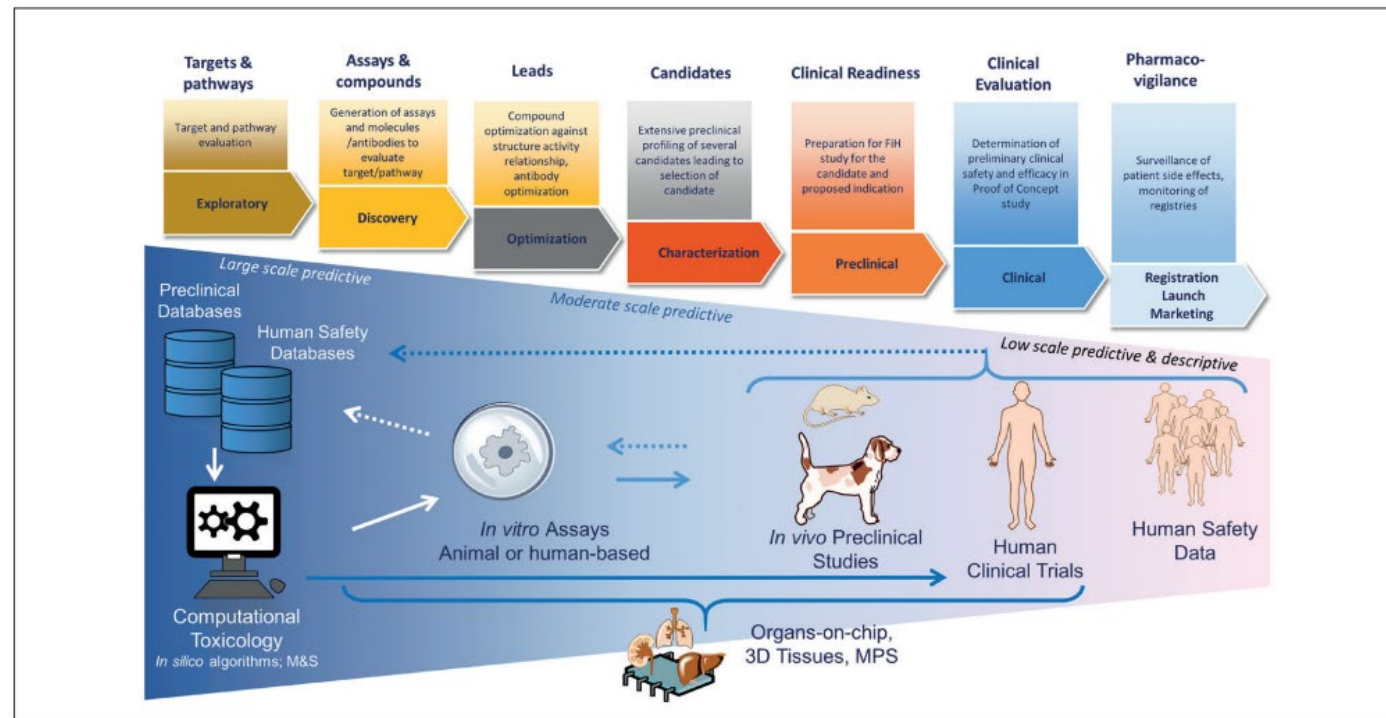 Targets &
pathways
Target and pathway
evaluation
Exploratory
Assays &
compounds
Generation of assays
and molecules
/antibodies to
evaluate
target/pathway
Discovery
Leads
Compound
optimization against
structure activity
relationship,
antibody
optimization
Optimization
Candidates
Extensive preclinical
profiling of several
candidates leading to
selection of
candidate
Characterization
Clinical Readiness
Preparation for FiH
study for the
candidate and
proposed indication
Preclinical
Clinical
Evaluation
Determination of
preliminary clinical
safety and efficacy in
Proof of Concept
study
Clinical
Pharmaco-
vigilance
Surveillance of
patient side effects,
monitoring of
registries
Registration
Launch
Marketing
Large scale predictive
Moderate scale predictive
Low scale predictive & descriptive
Preclinical
Databases
Human Safety
Databases
In vitro Assays
Animal or human-based
In vivo Preclinical
Studies
Human
Clinical Trials
Human Safety
Data
Computational
Toxicology
In silico algorithms; M&S
Organs-on-chip,
3D Tissues, MPS